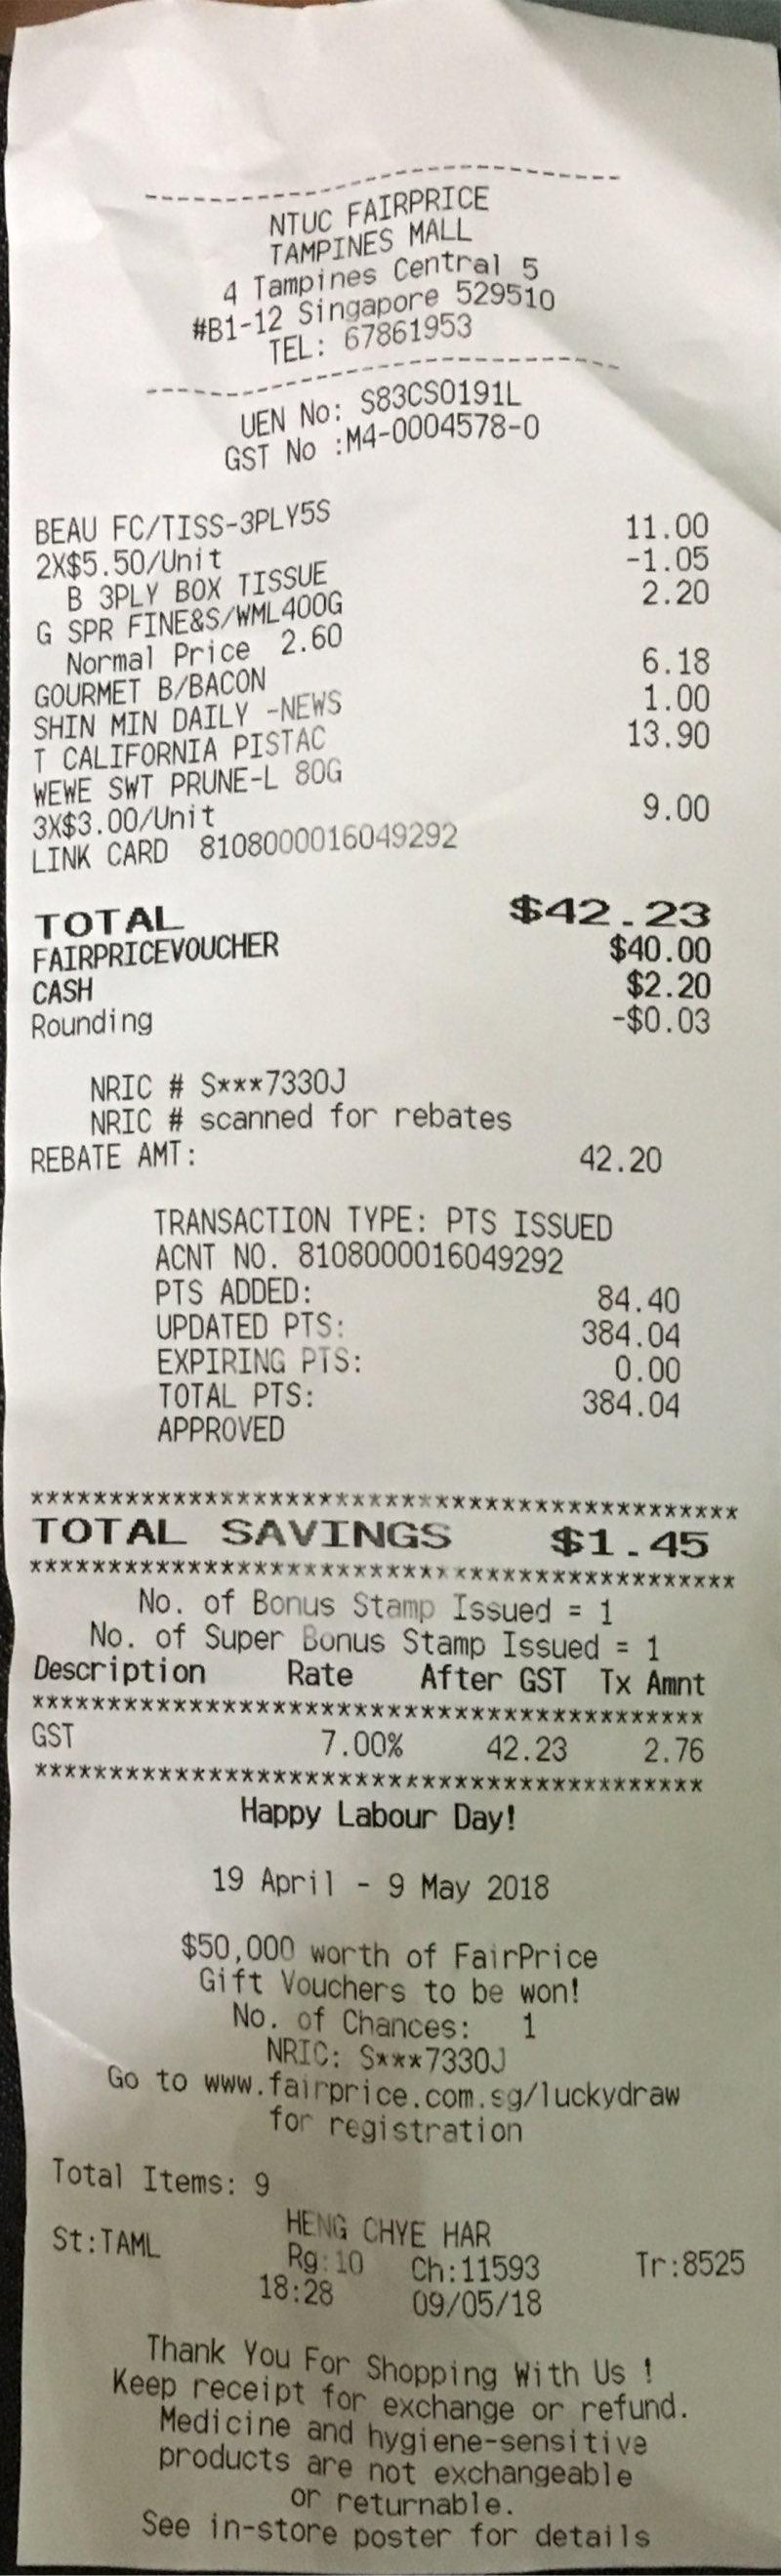 NTUC FAIRPRICE
TAMPINES MALL
4 Tampines Central 5
#B1-12 Singapore 529510
TEL: 67861953
UEN No: S83CS0191L
GST No :M4-0004578-0
BEAU FC/TISS-3PLY5S
2X$5.50/Unit 11.00
B 3PLY BOX TISSUE -1.05
G SPR FINE&S/WML400G 2.20
Normal Price 2.60
GOURMET B/BACON 6.18
SHIN MIN DAILY -NEWS 1.00
T CALIFORNIA PISTAC 13.90
WEWE SWT PRUNE-L 80G
3X$3.00/Unit 9.00
LINK CARD 8108000016049292
TOTAL $42.23
FAIRPRICEVOUCHER $40.00
CASH $2.20
Rounding -$0.03
NRIC # S***7330J
NRIC # scanned for rebates
REBATE AMT: 42.20
TRANSACTION TYPE: PTS ISSUED
ACNT NO. 8108000016049292
PTS ADDED: 84.40
UPDATED PTS: 384.04
EXPIRING PTS: 0.00
TOTAL PTS: 384.04
APPROVED
*********************************************
TOTAL SAVINGS $1.45
*********************************************
No. of Bonus Stamp Issued = 1
No. of Super Bonus Stamp Issued = 1
Description Rate After GST Tx Amnt
*********************************************
GST 7.00% 42.23 2.76
*********************************************
Happy Labour Day!
19 April - 9 May 2018
$50,000 worth of FairPrice
Gift Vouchers to be won!
No. of Chances: 1
NRIC: S***7330J
Go to www.fairprice.com.sg/luckydraw
for registration
Total Items: 9
HENG CHYE HAR
St:TAML Rg:10 Ch:11593 Tr:8525
18:28 09/05/18
Thank You For Shopping With Us !
Keep receipt for exchange or refund.
Medicine and hygiene-sensitive
products are not exchangeable
or returnable.
See in-store poster for details